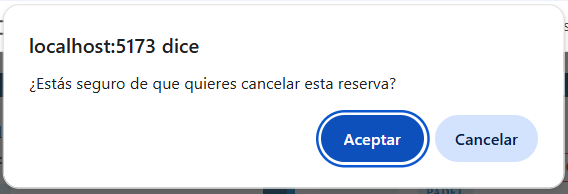 localhost:5173 dice
¿Estás seguro de que quieres cancelar esta reserva?
Aceptar
Cancelar